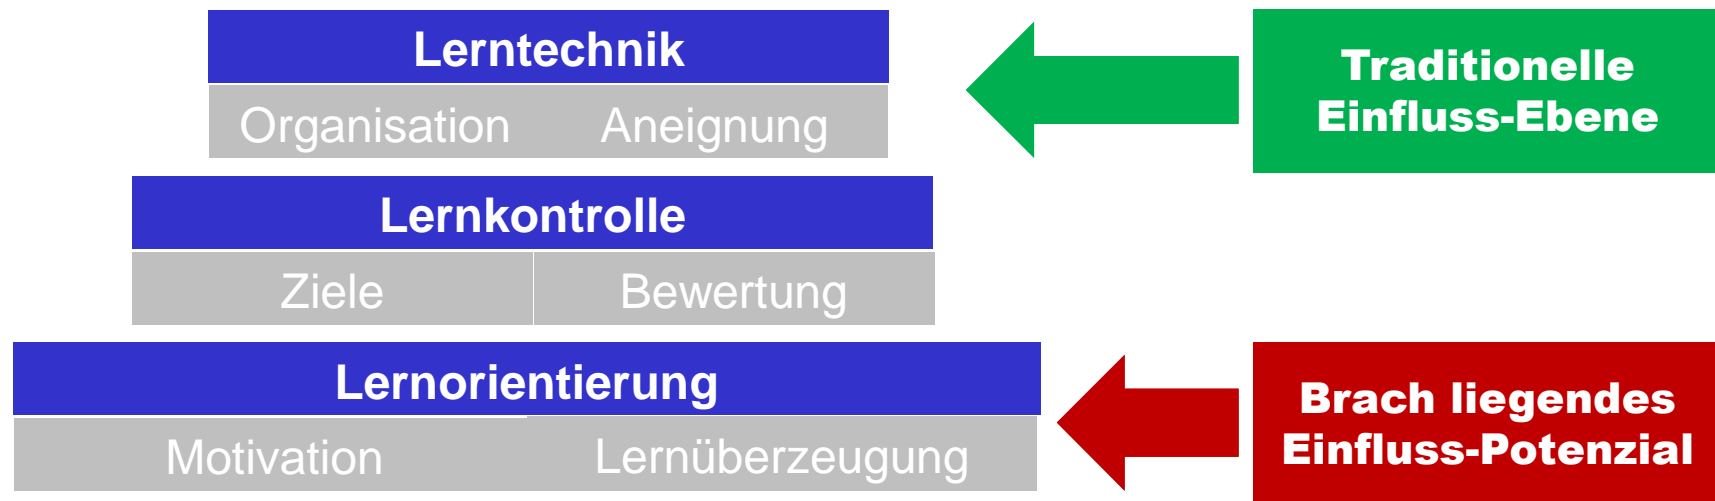 Lerntechnik
Organisation Aneignung
Traditionelle
Einfluss-Ebene
Lernkontrolle
Ziele Bewertung
Lernorientierung
Motivation Lernüberzeugung
Brach liegendes
Einfluss-Potenzial